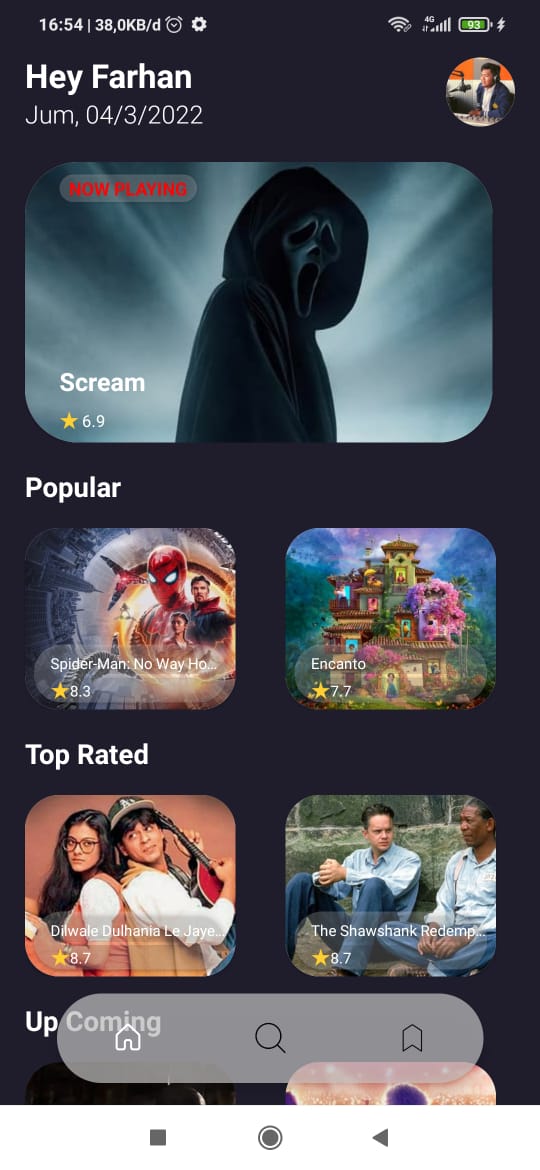 16:54 | 38,0KB/d
4G
93
Hey Farhan
Jum, 04/3/2022
NOW PLAYING
Scream
6.9
Popular
Spider-Man: No Way Ho...
8.3
Encanto
7.7
Top Rated
Dilwale Dulhania Le Jaye...
8.7
The Shawshank Redemp...
8.7
Up Coming